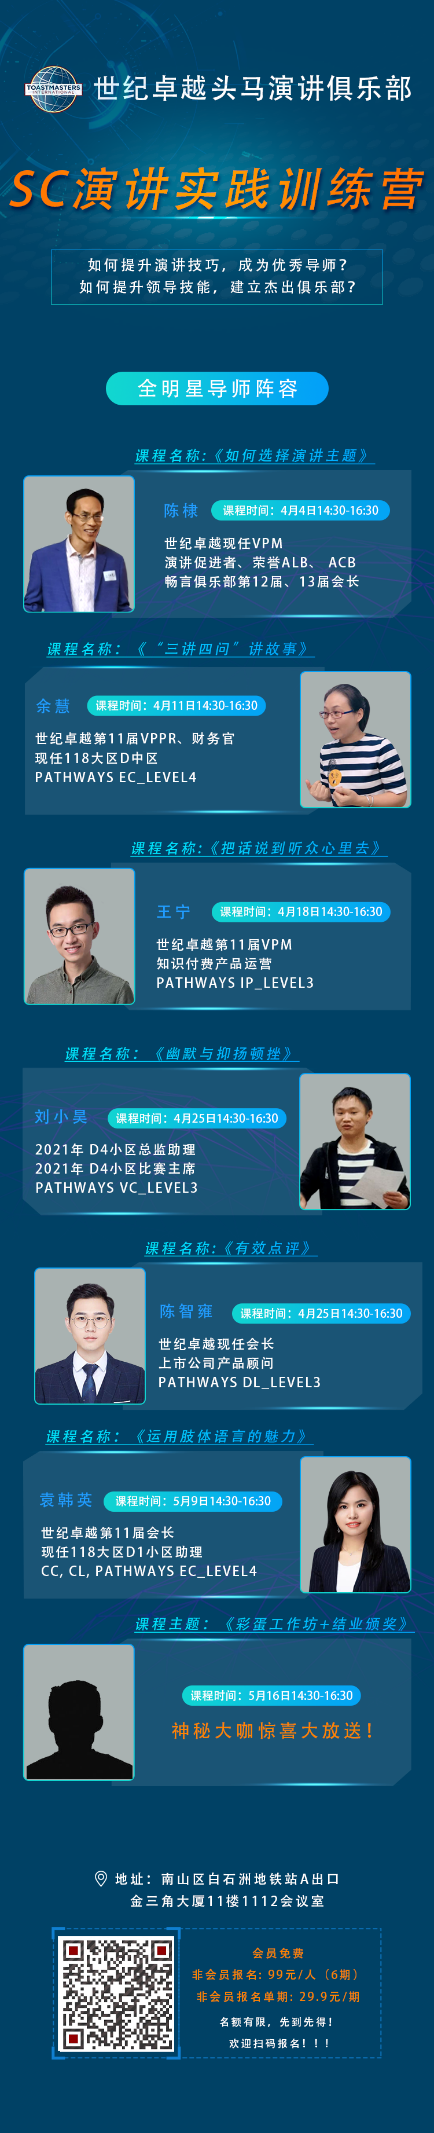 TOASTMASTERS
INTERNATIONAL
世纪卓越头马演讲俱乐部
SC演讲实践训练营
如何提升演讲技巧，成为优秀导师？
如何提升领导技能，建立杰出俱乐部？
全明星导师阵容
课程名称:《如何选择演讲主题》
陈棣
课程时间：4月4日14:30-16:30
世纪卓越现任VPM
演讲促进者、荣誉ALB、 ACB
畅言俱乐部第12届、13届会长
课程名称：《“三讲四问”讲故事》
余慧
课程时间：4月11日14:30-16:30
世纪卓越第11届VPPR、财务官
现任118大区D中区
PATHWAYS EC_LEVEL4
课程名称:《把话说到听众心里去》
王宁
课程时间：4月18日14:30-16:30
世纪卓越第11届VPM
知识付费产品运营
PATHWAYS IP_LEVEL3
课程名称：《幽默与抑扬顿挫》
刘小昊
课程时间：4月25日14:30-16:30
2021年 D4小区总监助理
2021年 D4小区比赛主席
PATHWAYS VC_LEVEL3
课程名称:《有效点评》
陈智雍
课程时间：4月25日14:30-16:30
世纪卓越现任会长
上市公司产品顾问
PATHWAYS DL_LEVEL3
课程名称：《运用肢体语言的魅力》
袁韩英
课程时间：5月9日14:30-16:30
世纪卓越第11届会长
现任118大区D1小区助理
CC, CL, PATHWAYS EC_LEVEL4
课程主题：《彩蛋工作坊+结业颁奖》
课程时间：5月16日14:30-16:30
神秘大咖惊喜大放送！
地址：南山区白石洲地铁站A出口
金三角大厦11楼1112会议室
会员免费
非会员报名: 99元/人（6期）
非会员报名单期: 29.9元/期
名额有限，先到先得！
欢迎扫码报名！！！